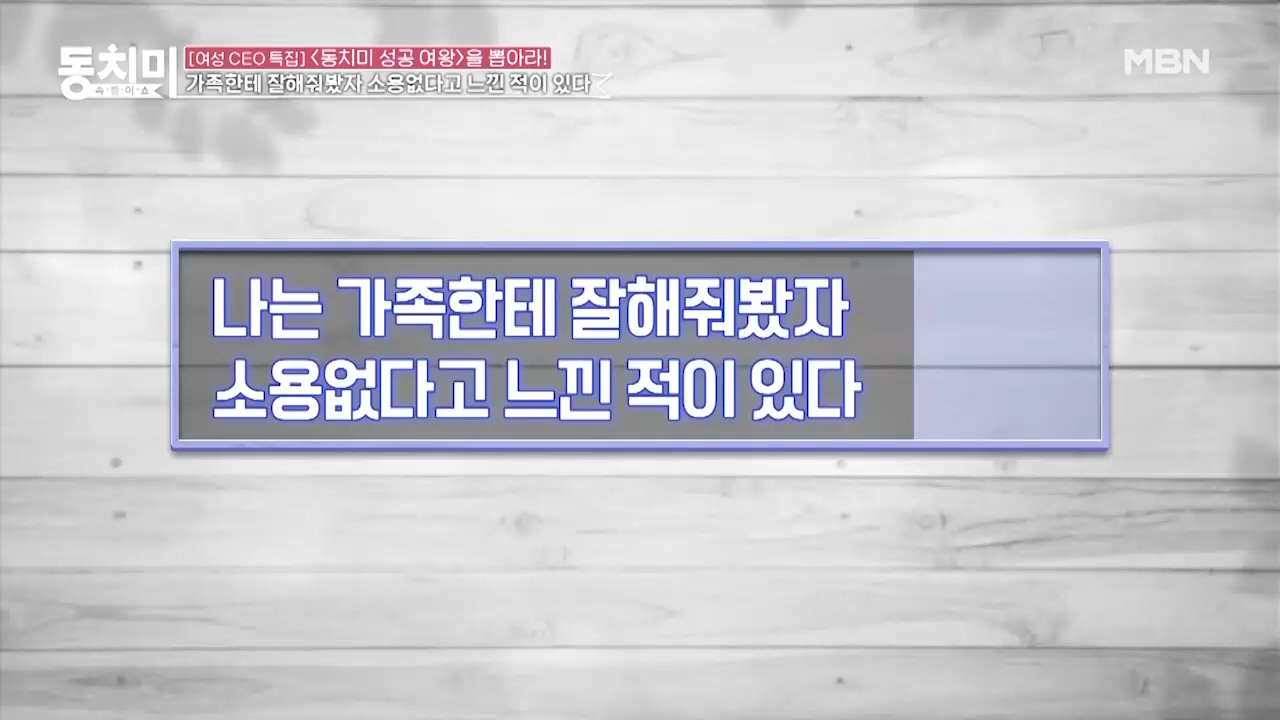 동치미
속풀이쇼
[여성 CEO 특집] <동치미 성공 여왕>을 뽑아라!
가족한테 잘해줘봤자 소용없다고 느낀 적이 있다
MBN
나는 가족한테 잘해줘봤자
소용없다고 느낀 적이 있다